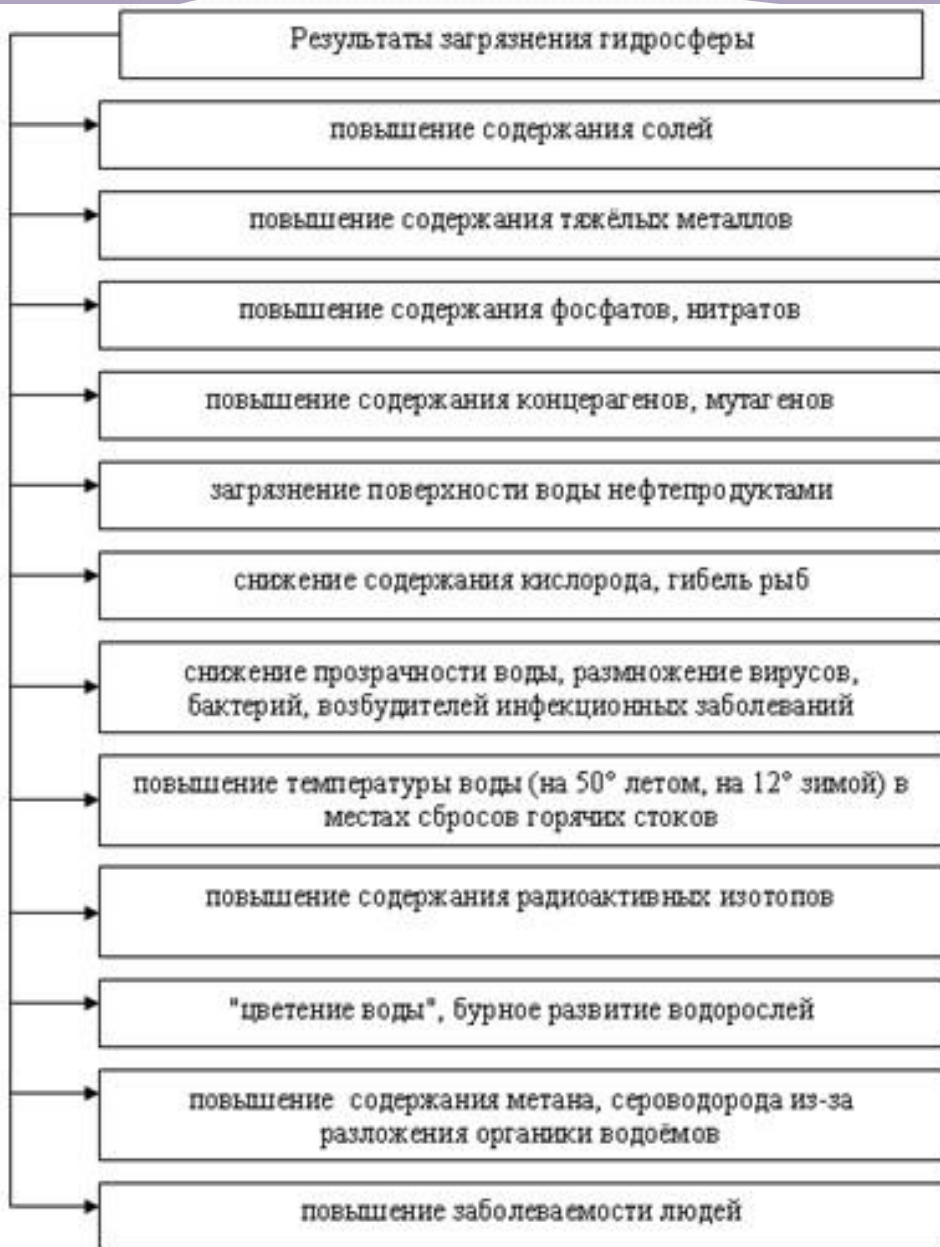 Результаты загрязнения гидросферы
повышение содержания солей
повышение содержания тяжёлых металлов
повышение содержания фосфатов, нитратов
повышение содержания концерагенов, мутагенов
загрязнение поверхности воды нефтепродуктами
снижение содержания кислорода, гибель рыб
снижение прозрачности воды, размножение вирусов,
бактерий, возбудителей инфекционных заболеваний
повышение температуры воды (на 50° летом, на 12° зимой) в
местах сбросов горячих стоков
повышение содержания радиоактивных изотопов
"цветение воды", бурное развитие водорослей
повышение содержания метана, сероводорода из-за
разложения органики водоёмов
повышение заболеваемости людей